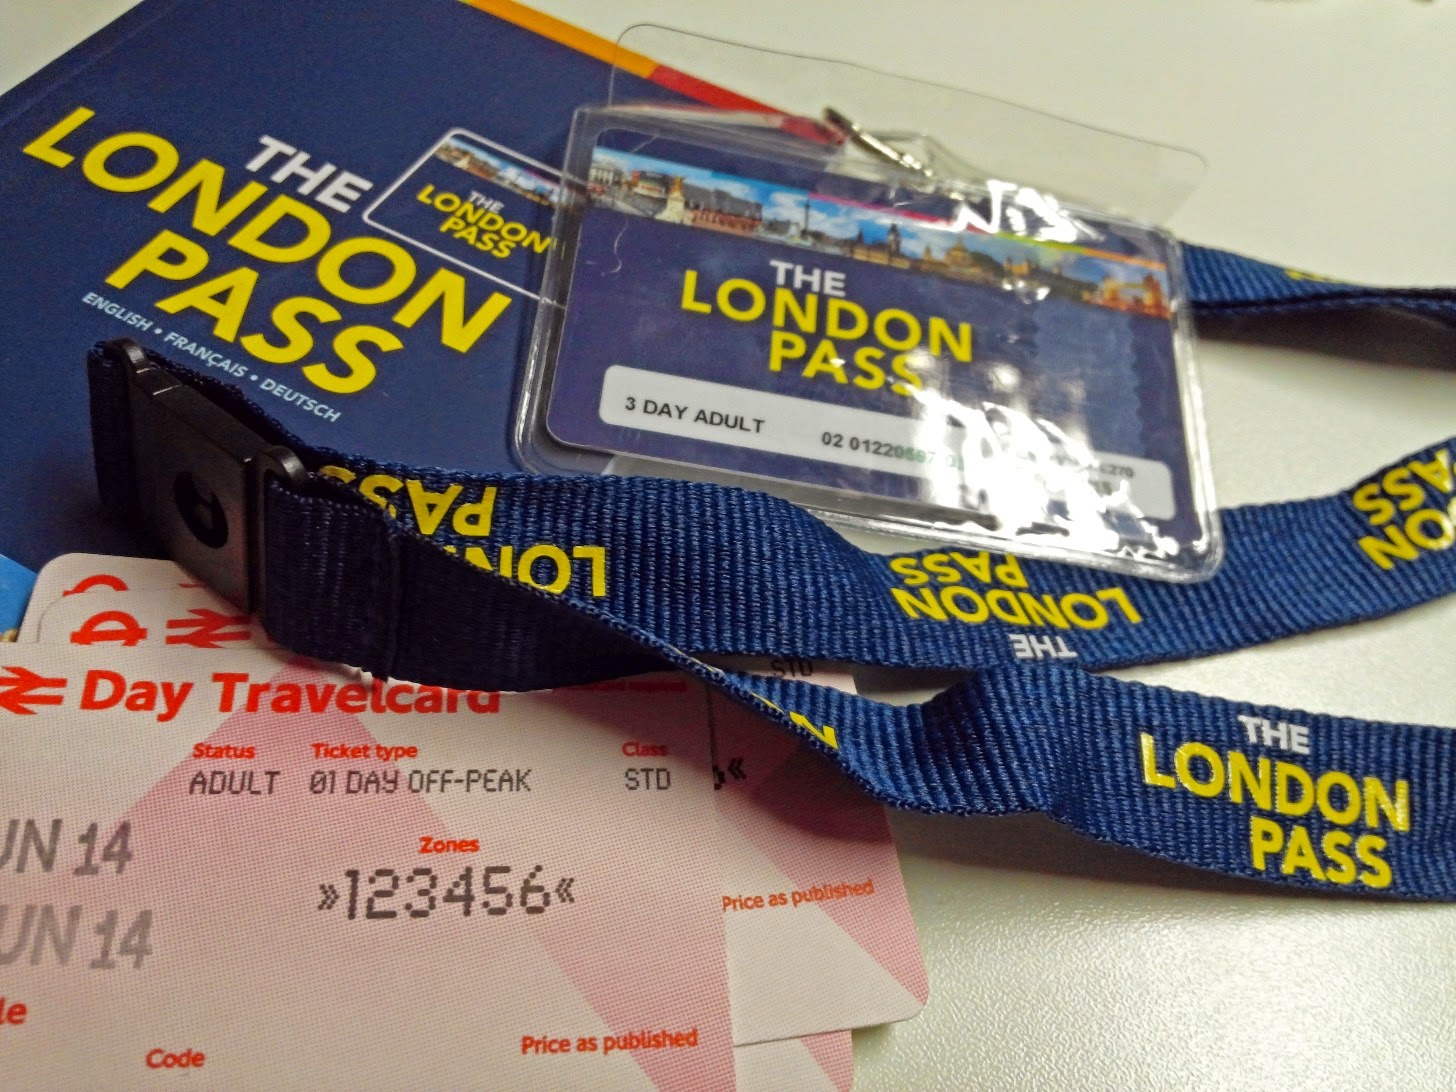 THE
LONDON
PASS
ENGLISH • FRANÇAIS • DEUTSCH
THE
LONDON
PASS
THE
LONDON
PASS
3 DAY ADULT
PASS
LON
THE
LONDON
PASS
THE
LONDON
PASS
Day Travelcard
Status Ticket type Class
ADULT 01 DAY OFF-PEAK STD
UN 14
Zones
»123456«
UN 14
Code
Price as published
STD
Price as published